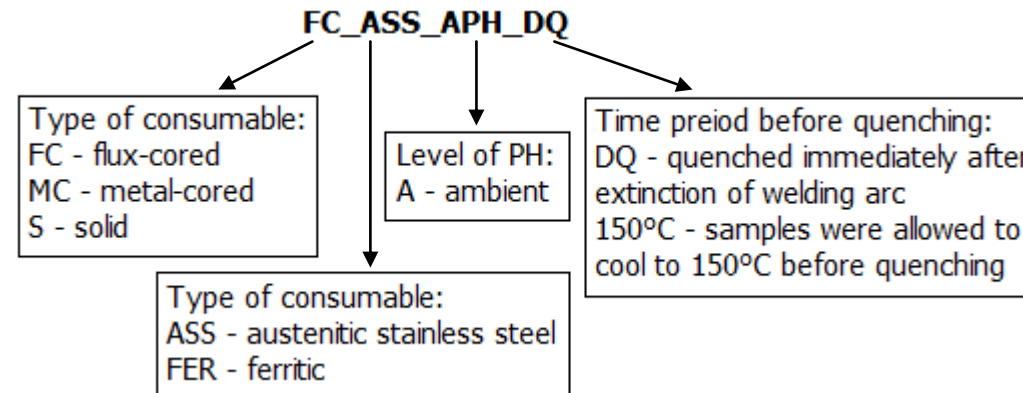 FC_ASS_APH_DQ
Type of consumable:
FC - flux-cored
MC - metal-cored
S - solid
Level of PH:
A - ambient
Time preiod before quenching:
DQ - quenched immediately after
extinction of welding arc
150ºC - samples were allowed to
cool to 150ºC before quenching
Type of consumable:
ASS - austenitic stainless steel
FER - ferritic